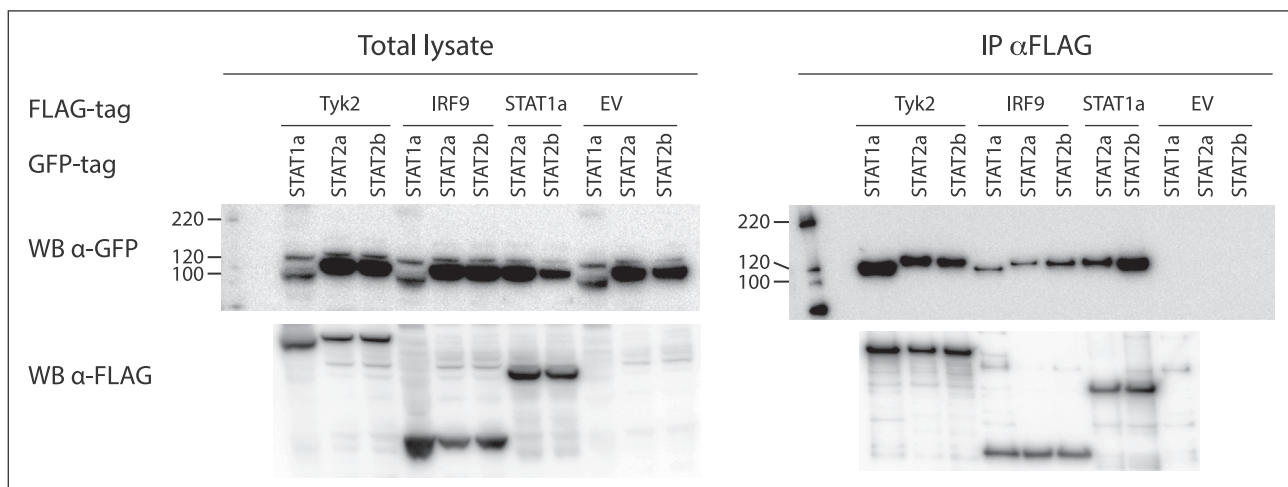 Total lysate IP αFLAG
FLAG-tag Tyk2 IRF9 STAT1a EV Tyk2 IRF9 STAT1a EV
GFP-tag STAT1a STAT2a STAT2b STAT1a STAT2a STAT2b STAT2a STAT2b STAT1a STAT2a STAT2b STAT1a STAT2a STAT2b STAT1a STAT2a STAT2b STAT2a STAT2b STAT1a STAT2a STAT2b
WB α-GFP
220
120
100
220
120
100
WB α-FLAG